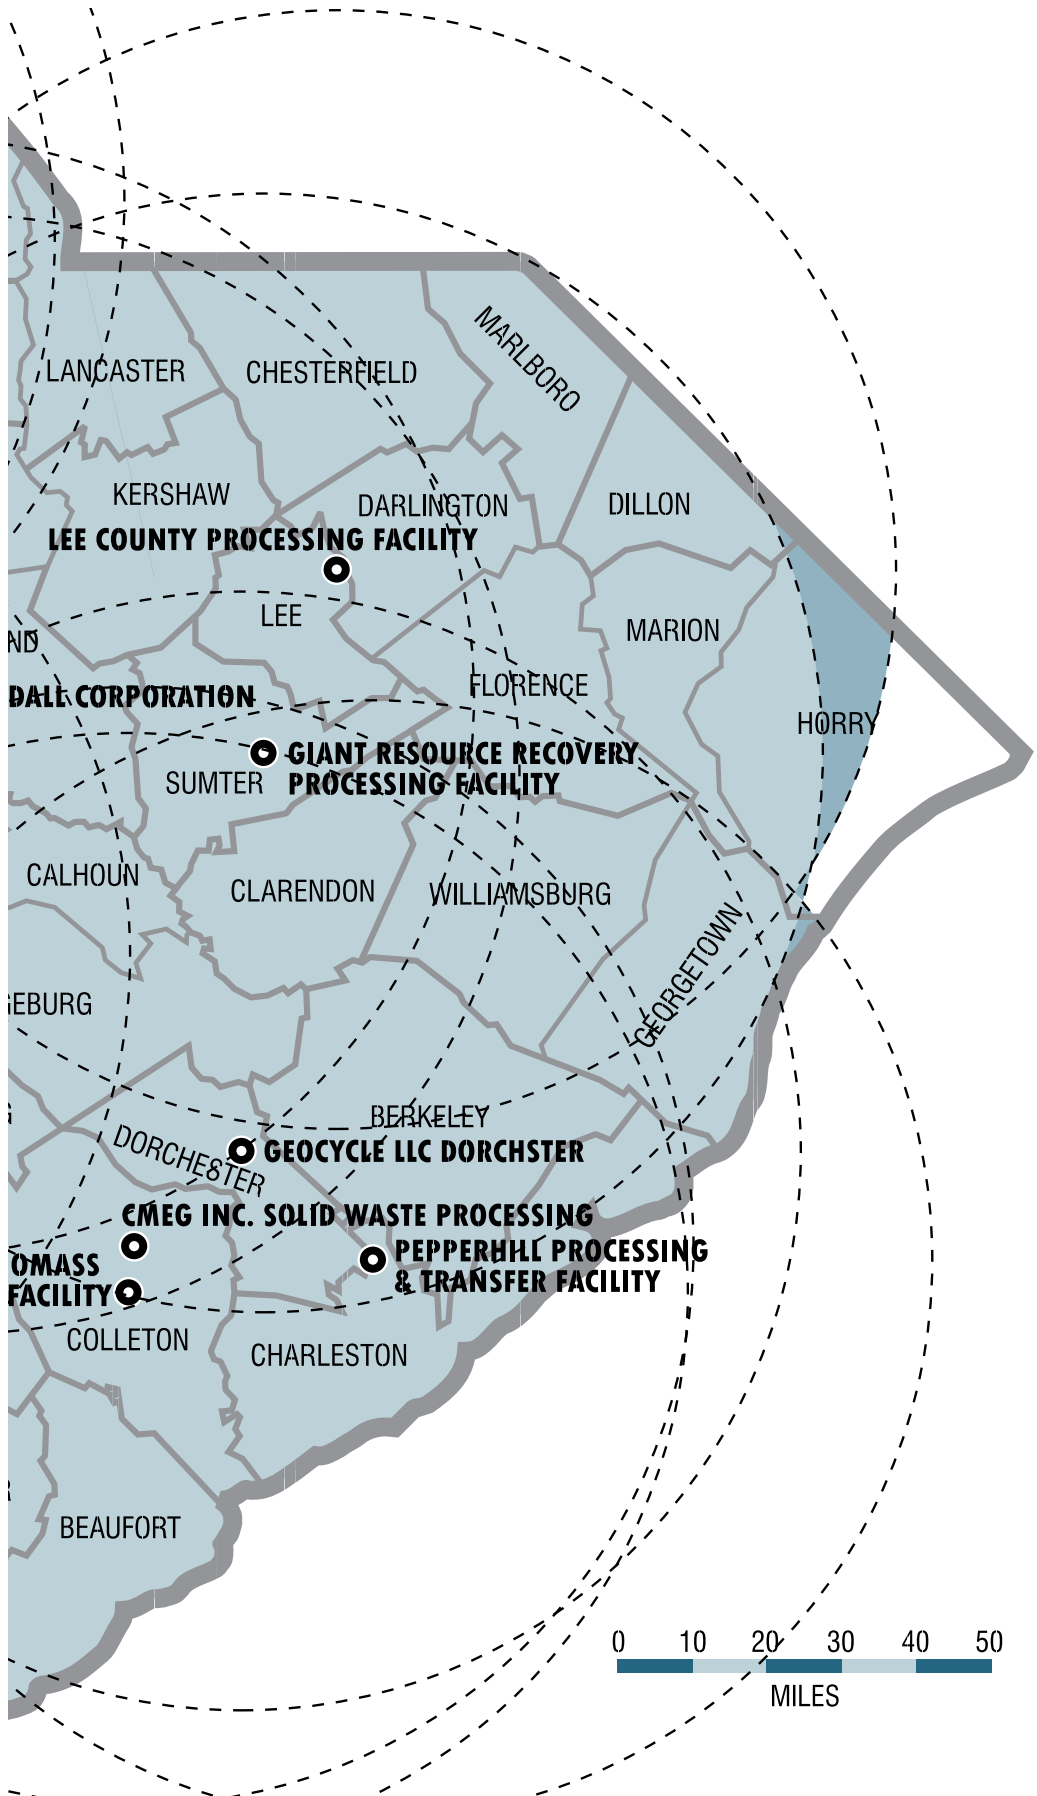 MARLBORO
LANCASTER
CHESTERFIELD
KERSHAW
DARLINGTON
DILLON
LEE COUNTY PROCESSING FACILITY
LEE
MARION
ND
FLORENCE
DALL CORPORATION
HORRY
GIANT RESOURCE RECOVERY
PROCESSING FACILITY
SUMTER
CALHOUN
CLARENDON
WILLIAMSBURG
GEORGETOWN
GEBURG
G
BERKELEY
DORCHESTER
GEOCYCLE LLC DORCHSTER
CMEG INC. SOLID WASTE PROCESSING
PEPPERHILL PROCESSING
& TRANSFER FACILITY
OMASS
FACILITY
COLLETON
CHARLESTON
R
BEAUFORT
0 10 20 30 40 50
MILES